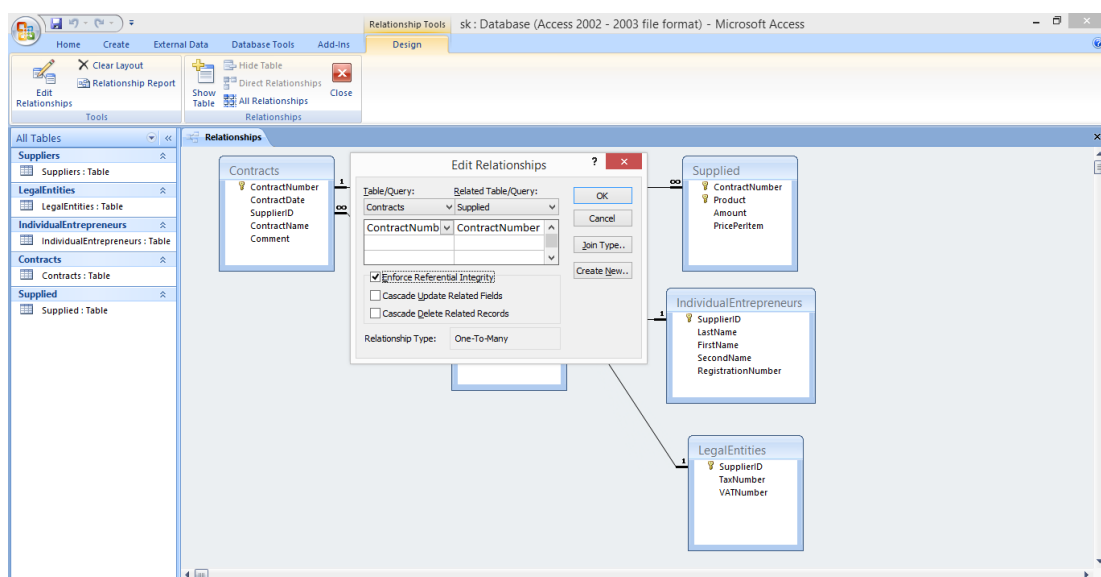 Relationship Tools sk : Database (Access 2002 - 2003 file format) - Microsoft Access
Home Create External Data Database Tools Add-Ins Design
Edit Relationships
Clear Layout
Relationship Report
Tools
Show Table
Hide Table
Direct Relationships
All Relationships
Close
Relationships
All Tables
Suppliers
Suppliers : Table
LegalEntities
LegalEntities : Table
IndividualEntrepreneurs
IndividualEntrepreneurs : Table
Contracts
Contracts : Table
Supplied
Supplied : Table
Relationships
Contracts
ContractNumber
ContractDate
SupplierID
ContractName
Comment
1
∞
Edit Relationships ? x
Table/Query: Related Table/Query:
Contracts Supplied
ContractNumb ContractNumber
Enforce Referential Integrity
Cascade Update Related Fields
Cascade Delete Related Records
Relationship Type: One-To-Many
OK
Cancel
Join Type..
Create New..
∞
Supplied
ContractNumber
Product
Amount
PricePerItem
1
IndividualEntrepreneurs
SupplierID
LastName
FirstName
SecondName
RegistrationNumber
1
LegalEntities
SupplierID
TaxNumber
VATNumber